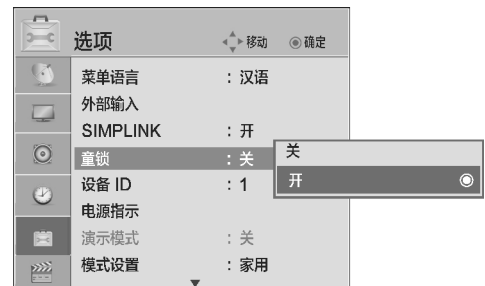 选项 移动 ◉确定
菜单语言 : 汉语
外部输入
SIMPLINK : 开
童锁 : 关
关
设备 ID : 1
开
电源指示
演示模式 : 关
模式设置 : 家用